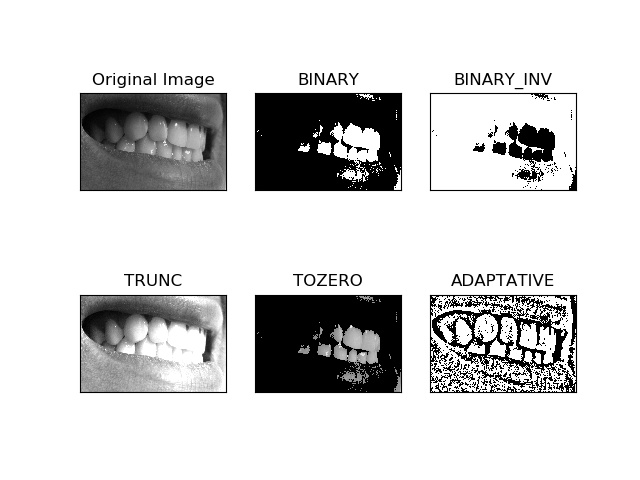 Original Image
BINARY
BINARY_INV
TRUNC
TOZERO
ADAPTATIVE